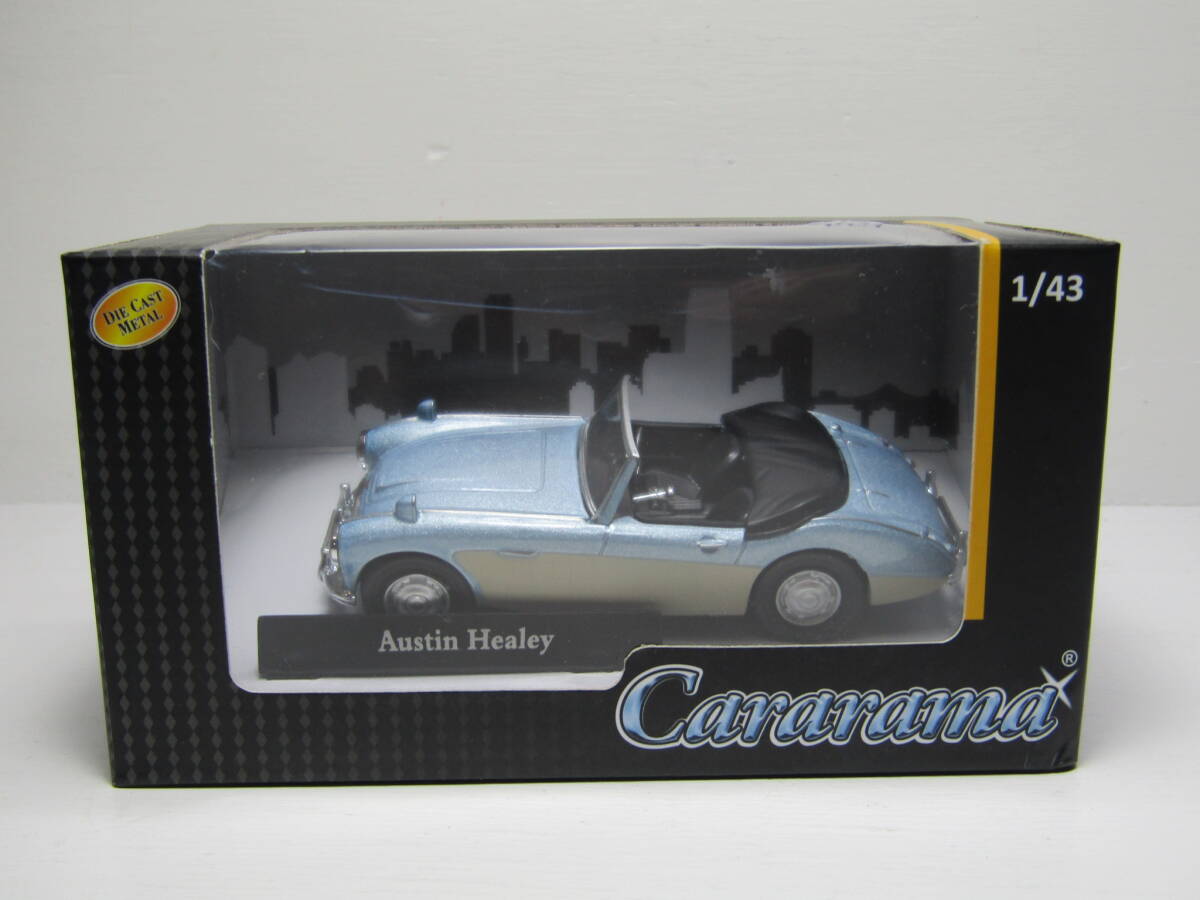 DIE CAST
METAL
1/43
Austin Healey
Cararama®